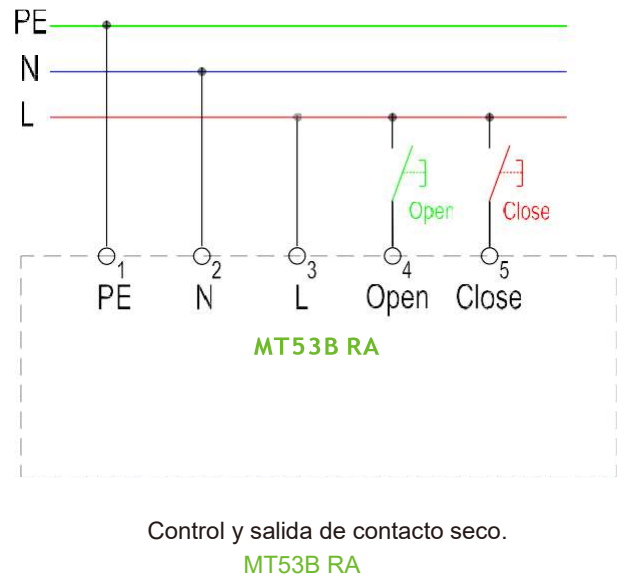 PE
N
L
Open Close
1 2 3 4 5
PE N L Open Close
MT53B RA
Control y salida de contacto seco.
MT53B RA